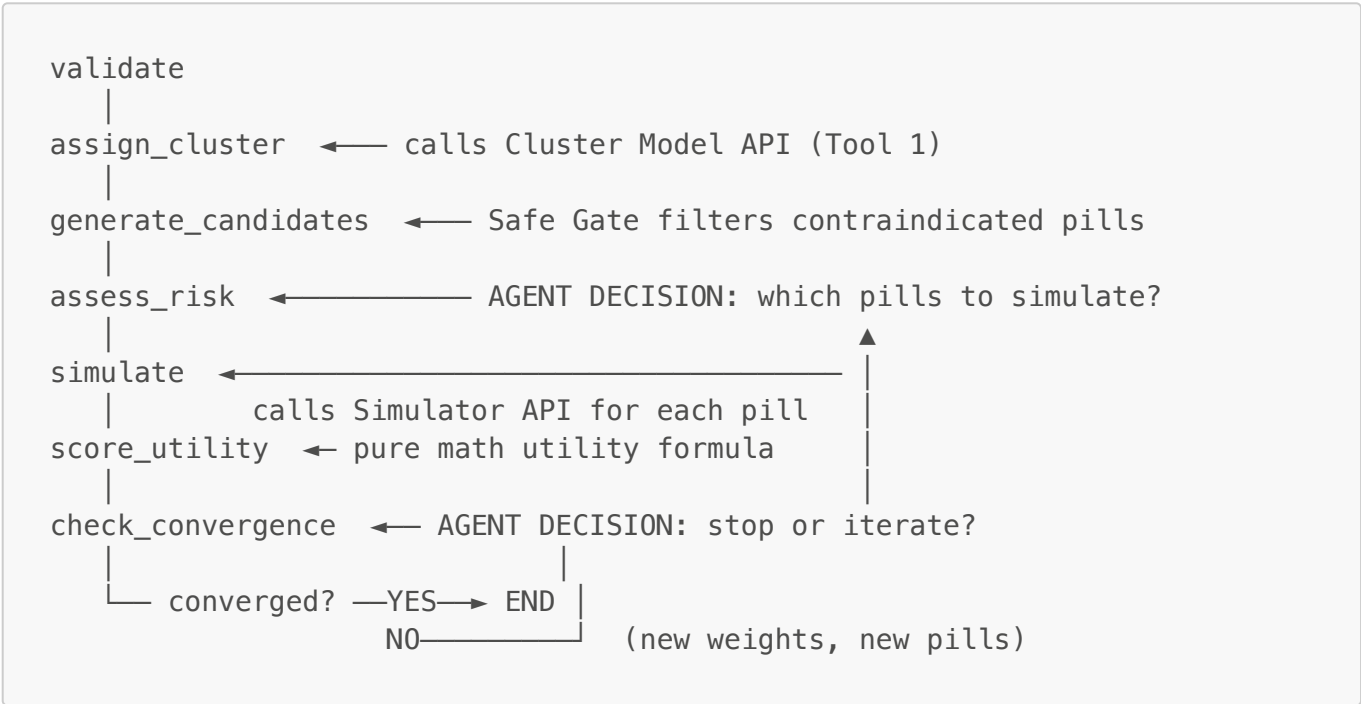 validate
assign_cluster ◄─── calls Cluster Model API (Tool 1)
generate_candidates ◄─── Safe Gate filters contraindicated pills
assess_risk ◄────────── AGENT DECISION: which pills to simulate?
simulate ◄─────────────────────────────────
calls Simulator API for each pill
score_utility ◄─ pure math utility formula
check_convergence ◄── AGENT DECISION: stop or iterate?
└── converged? ──YES──► END
NO──────────┘ (new weights, new pills)